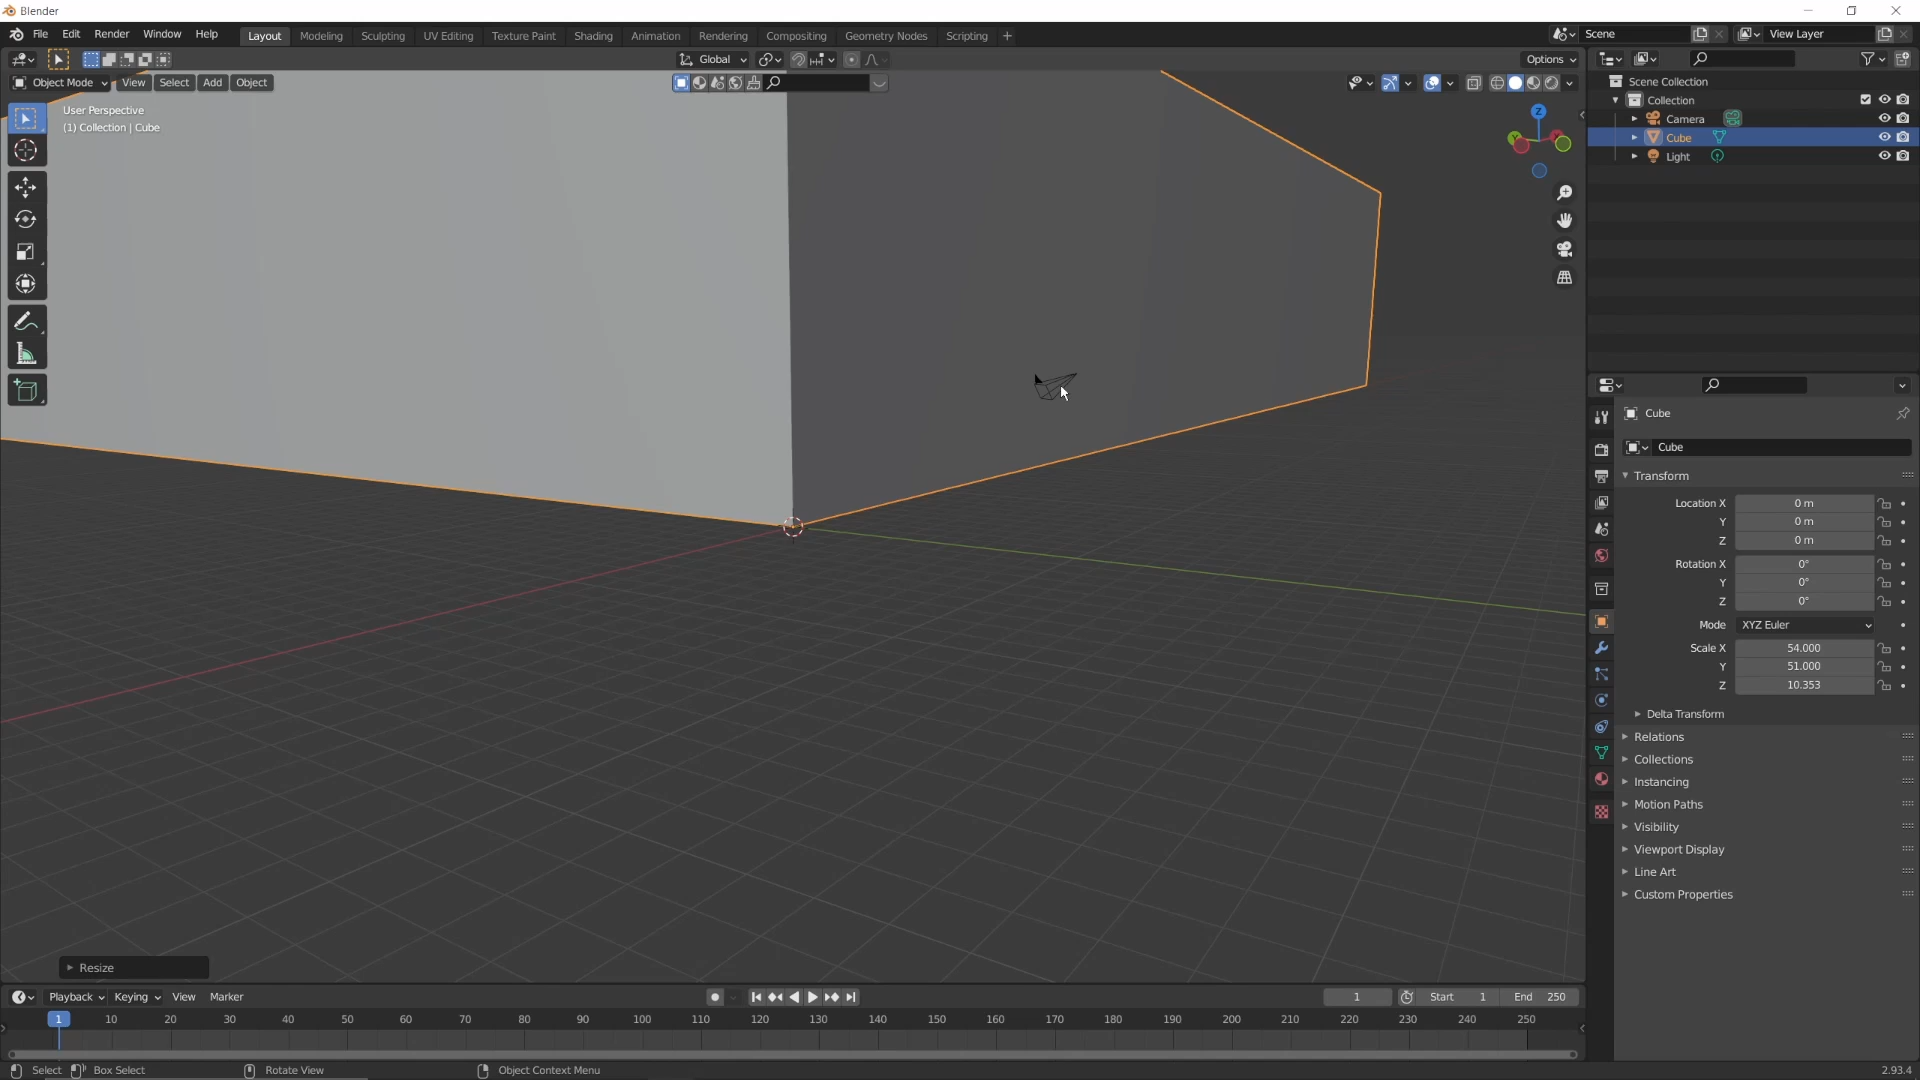 Blender
File Edit Render Window Help
Layout Modeling Sculpting UV Editing Texture Paint Shading Animation Rendering Compositing Geometry Nodes Scripting +
Scene
View Layer
Global
Options
Object Mode View Select Add Object
User Perspective
(1) Collection | Cube
Z
Y
Scene Collection
Collection
Camera
Cube
Light
Cube
Cube
Transform
Location X 0 m
Y 0 m
Z 0 m
Rotation X 0°
Y 0°
Z 0°
Mode XYZ Euler
Scale X 54.000
Y 51.000
Z 10.353
Delta Transform
Relations
Collections
Instancing
Motion Paths
Visibility
Viewport Display
Line Art
Custom Properties
Resize
Playback Keying View Marker
1
Start 1
End 250
1 10 20 30 40 50 60 70 80 90 100 110 120 130 140 150 160 170 180 190 200 210 220 230 240 250
Select Box Select Rotate View Object Context Menu
2.93.4